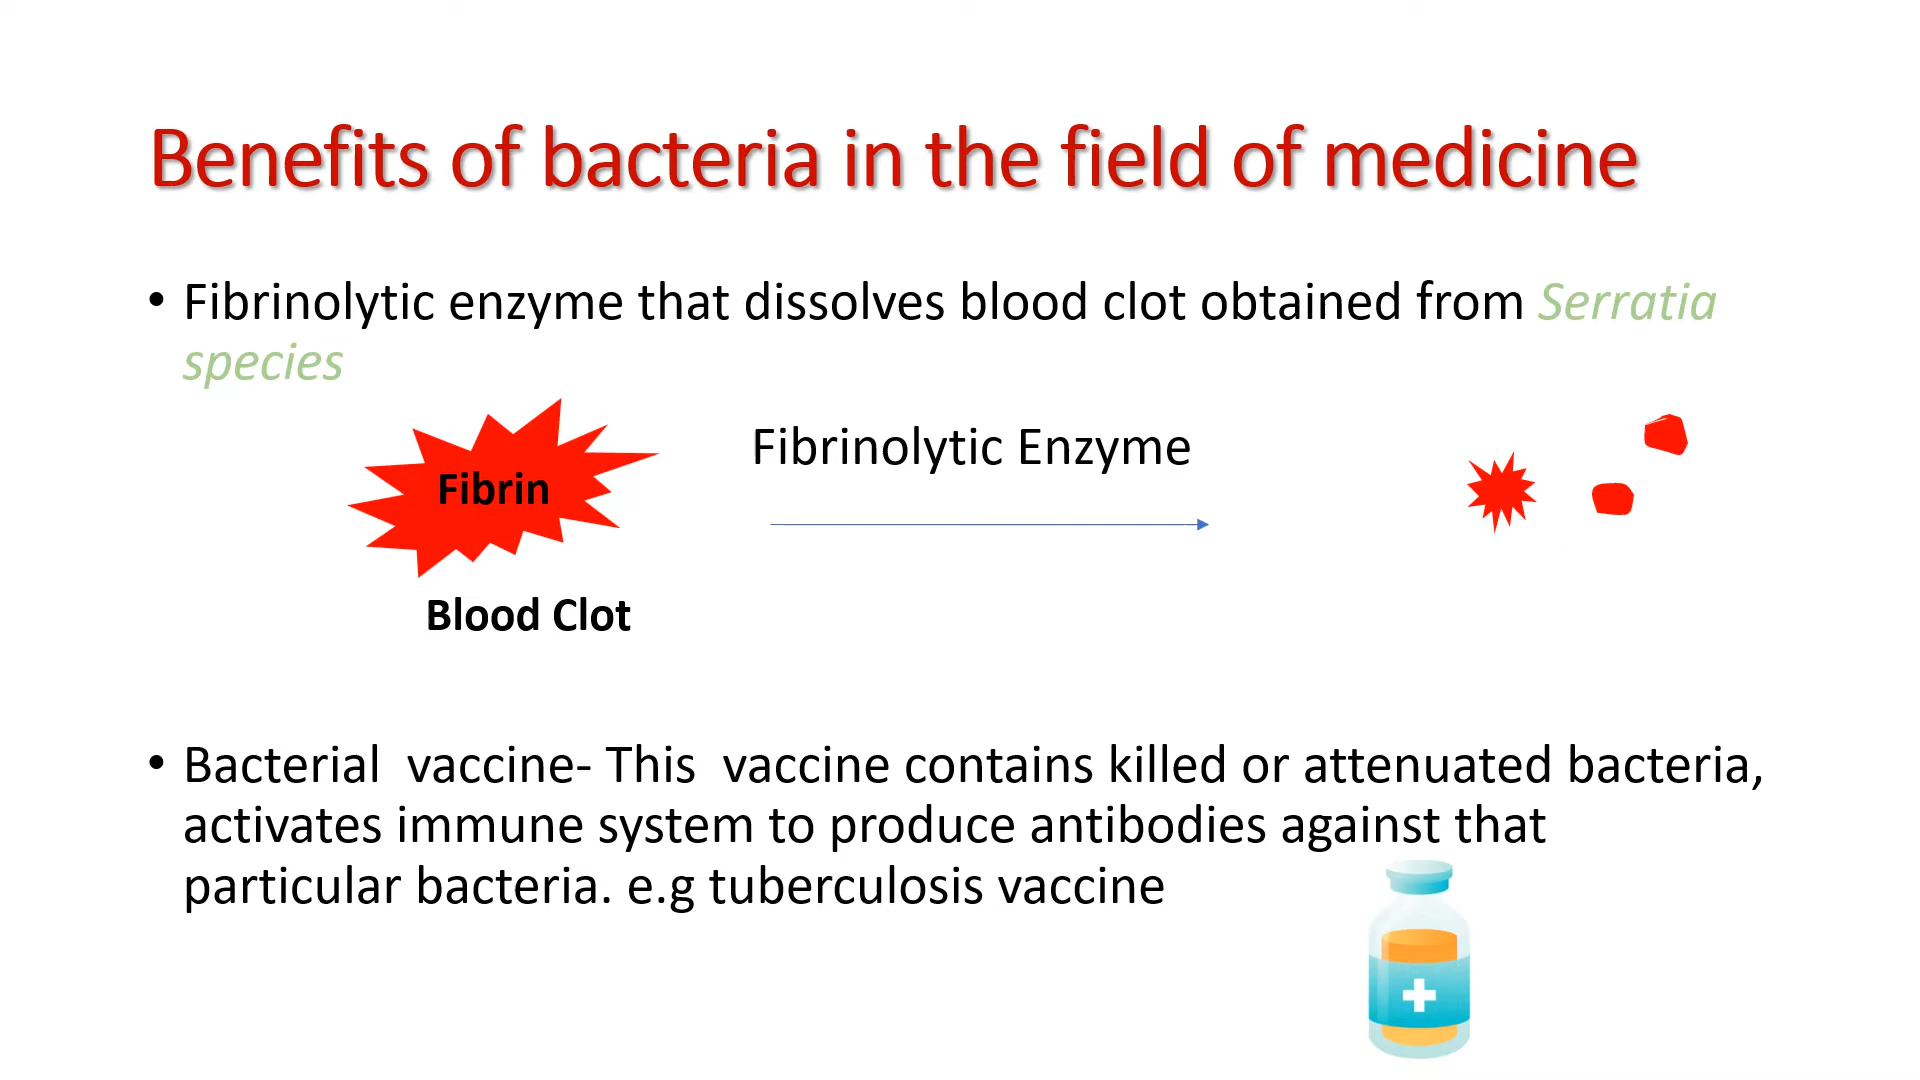 Benefits of bacteria in the field of medicine
• Fibrinolytic enzyme that dissolves blood clot obtained from Serratia
species
Fibrinolytic Enzyme
Fibrin
Blood Clot
• Bacterial  vaccine- This  vaccine contains killed or attenuated bacteria,
activates immune system to produce antibodies against that
particular bacteria. e.g tuberculosis vaccine